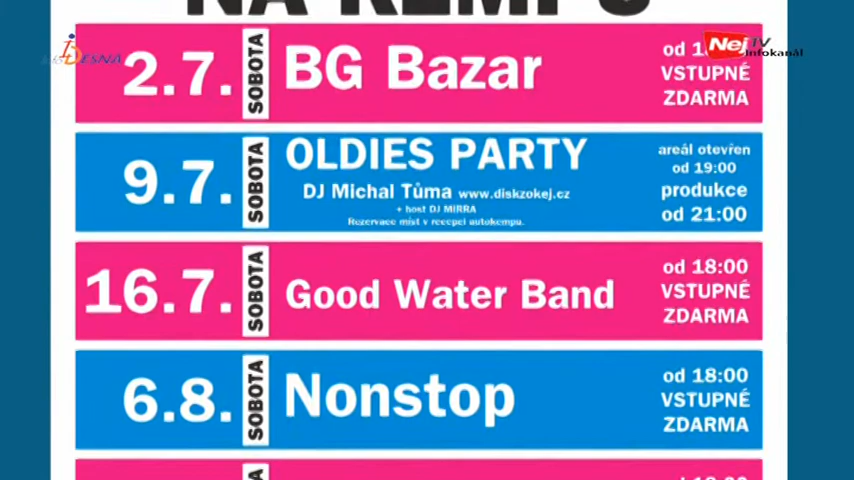 NA KEMPU
iDESNÁ
Nej TV
Infokanál
2.7.
SOBOTA
BG Bazar
od
VSTUPNÉ
ZDARMA
9.7.
SOBOTA
OLDIES PARTY
DJ Michal Tůma www.diskzokej.cz
+ host DJ MIRRA
Rezervace míst v recepci autokempu.
areál otevřen
od 19:00
produkce
od 21:00
16.7.
SOBOTA
Good Water Band
od 18:00
VSTUPNÉ
ZDARMA
6.8.
SOBOTA
Nonstop
od 18:00
VSTUPNÉ
ZDARMA